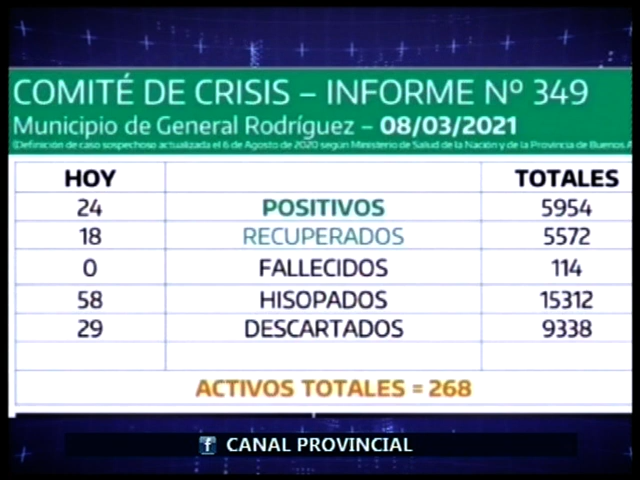 COMITÉ DE CRISIS – INFORME Nº 349
Municipio de General Rodríguez – 08/03/2021
(Definición de caso sospechoso actualizada el 6 de Agosto de 2020 según Ministerio de Salud de la Nación y de la Provincia de Buenos A
HOY TOTALES
24 POSITIVOS 5954
18 RECUPERADOS 5572
0 FALLECIDOS 114
58 HISOPADOS 15312
29 DESCARTADOS 9338
ACTIVOS TOTALES = 268
f CANAL PROVINCIAL